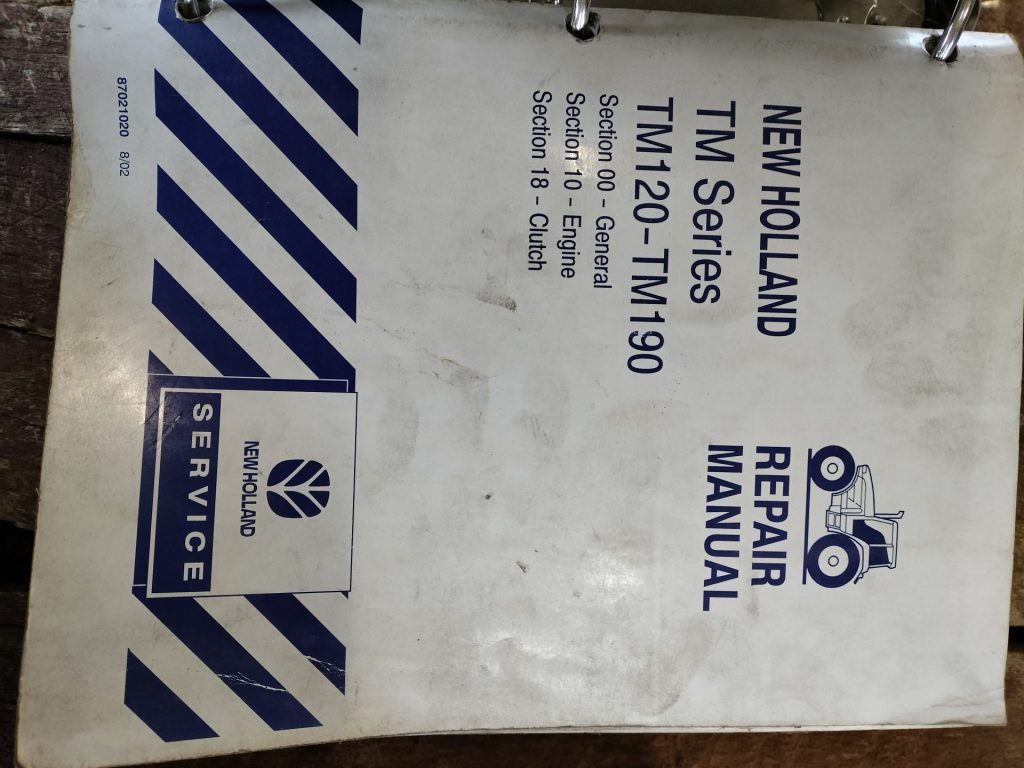 NEW HOLLAND
TM Series
TM120-TM190
Section 00 - General
Section 10 - Engine
Section 18 - Clutch
REPAIR
MANUAL
NEW HOLLAND
SERVICE
87021020 8/02